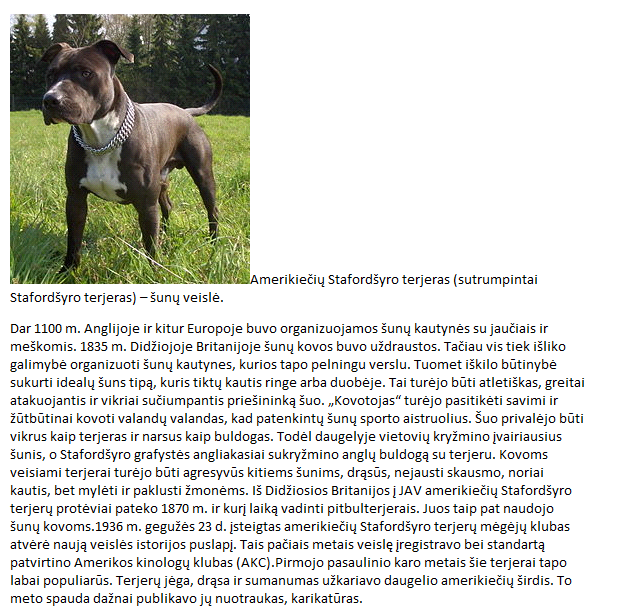 Amerikiečių Stafordšyro terjeras (sutrumpintai
Stafordšyro terjeras) – šunų veislė.
Dar 1100 m. Anglijoje ir kitur Europoje buvo organizuojamos šunų kautynės su jaučiais ir
meškomis. 1835 m. Didžiojoje Britanijoje šunų kovos buvo uždraustos. Tačiau vis tiek išliko
galimybė organizuoti šunų kautynes, kurios tapo pelningu verslu. Tuomet iškilo būtinybė
sukurti idealų šuns tipą, kuris tiktų kautis ringe arba duobėje. Tai turėjo būti atletiškas, greitai
atakuojantis ir vikriai sučiumpantis priešininką šuo. „Kovotojas“ turėjo pasitikėti savimi ir
žūtbūtinai kovoti valandų valandas, kad patenkintų šunų sporto aistruolius. Šuo privalėjo būti
vikrus kaip terjeras ir narsus kaip buldogas. Todėl daugelyje vietovių kryžmino įvairiausius
šunis, o Stafordšyro grafystės angliakasiai sukryžmino anglų buldogą su terjeru. Kovoms
veisiami terjerai turėjo būti agresyvūs kitiems šunims, drąsūs, nejausti skausmo, noriai
kautis, bet mylėti ir paklusti žmonėms. Iš Didžiosios Britanijos į JAV amerikiečių Stafordšyro
terjerų protėviai pateko 1870 m. ir kurį laiką vadinti pitbulterjerais. Juos taip pat naudojo
šunų kovoms.1936 m. gegužės 23 d. įsteigtas amerikiečių Stafordšyro terjerų mėgėjų klubas
atvėrė naują veislės istorijos puslapį. Tais pačiais metais veislę įregistravo bei standartą
patvirtino Amerikos kinologų klubas (AKC).Pirmojo pasaulinio karo metais šie terjerai tapo
labai populiarūs. Terjerų jėga, drąsa ir sumanumas užkariavo daugelio amerikiečių širdis. To
meto spauda dažnai publikavo jų nuotraukas, karikatūras.